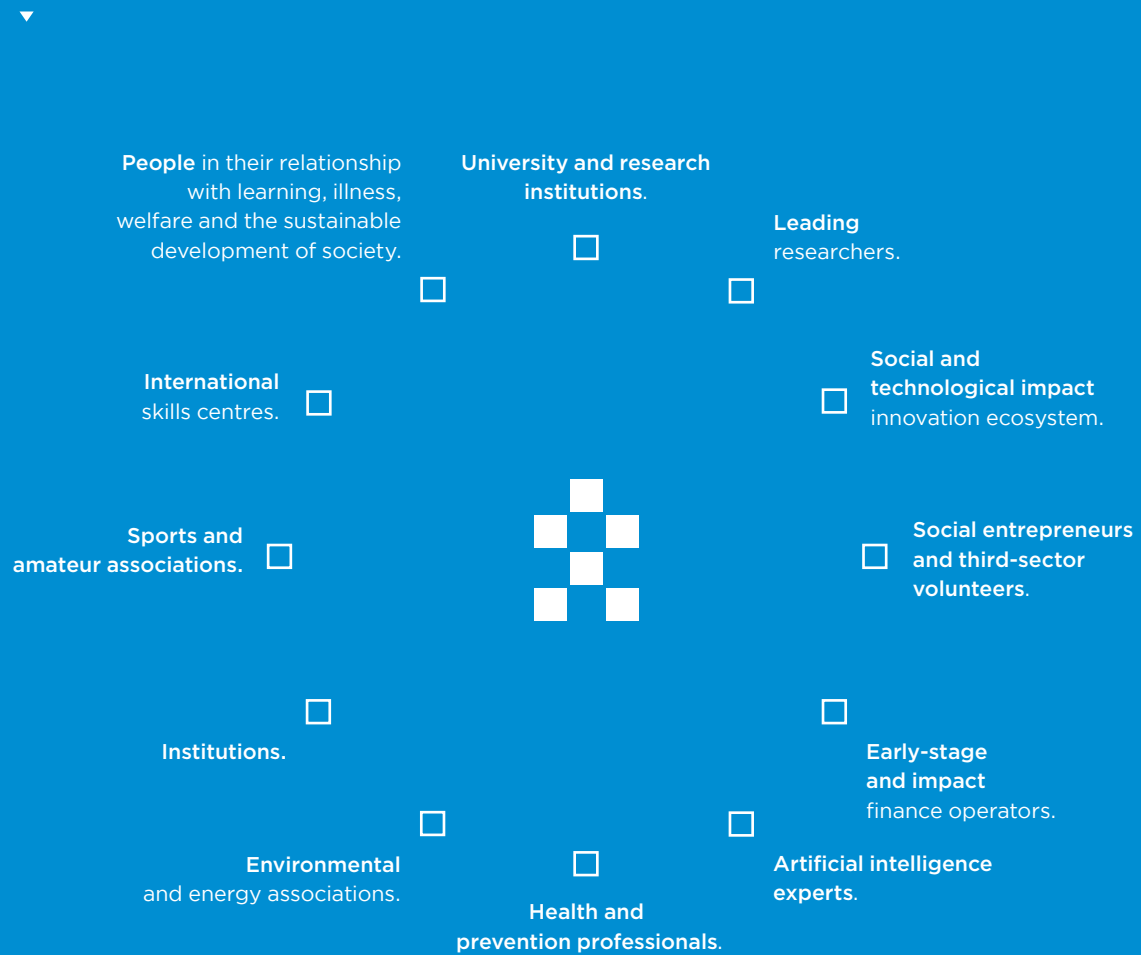 People in their relationship
with learning, illness,
welfare and the sustainable
development of society.
University and research
institutions.
Leading
researchers.
Social and
technological impact
innovation ecosystem.
Social entrepreneurs
and third-sector
volunteers.
Early-stage
and impact
finance operators.
Artificial intelligence
experts.
Health and
prevention professionals.
Environmental
and energy associations.
Institutions.
Sports and
amateur associations.
International
skills centres.